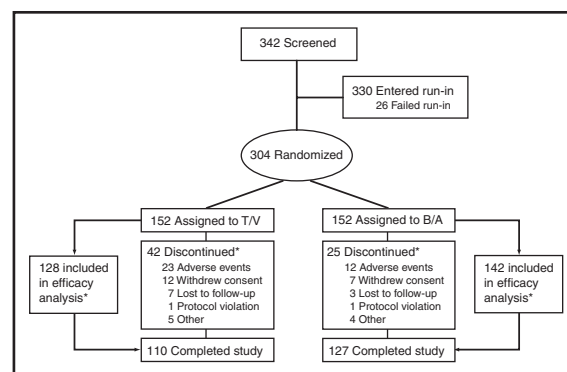 342 Screened
330 Entered run-in
26 Failed run-in
304 Randomized
152 Assigned to T/V
42 Discontinued*
23 Adverse events
12 Withdrew consent
7 Lost to follow-up
1 Protocol violation
5 Other
128 included
in efficacy
analysis*
110 Completed study
152 Assigned to B/A
25 Discontinued*
12 Adverse events
7 Withdrew consent
3 Lost to follow-up
1 Protocol violation
4 Other
142 included
in efficacy
analysis*
127 Completed study